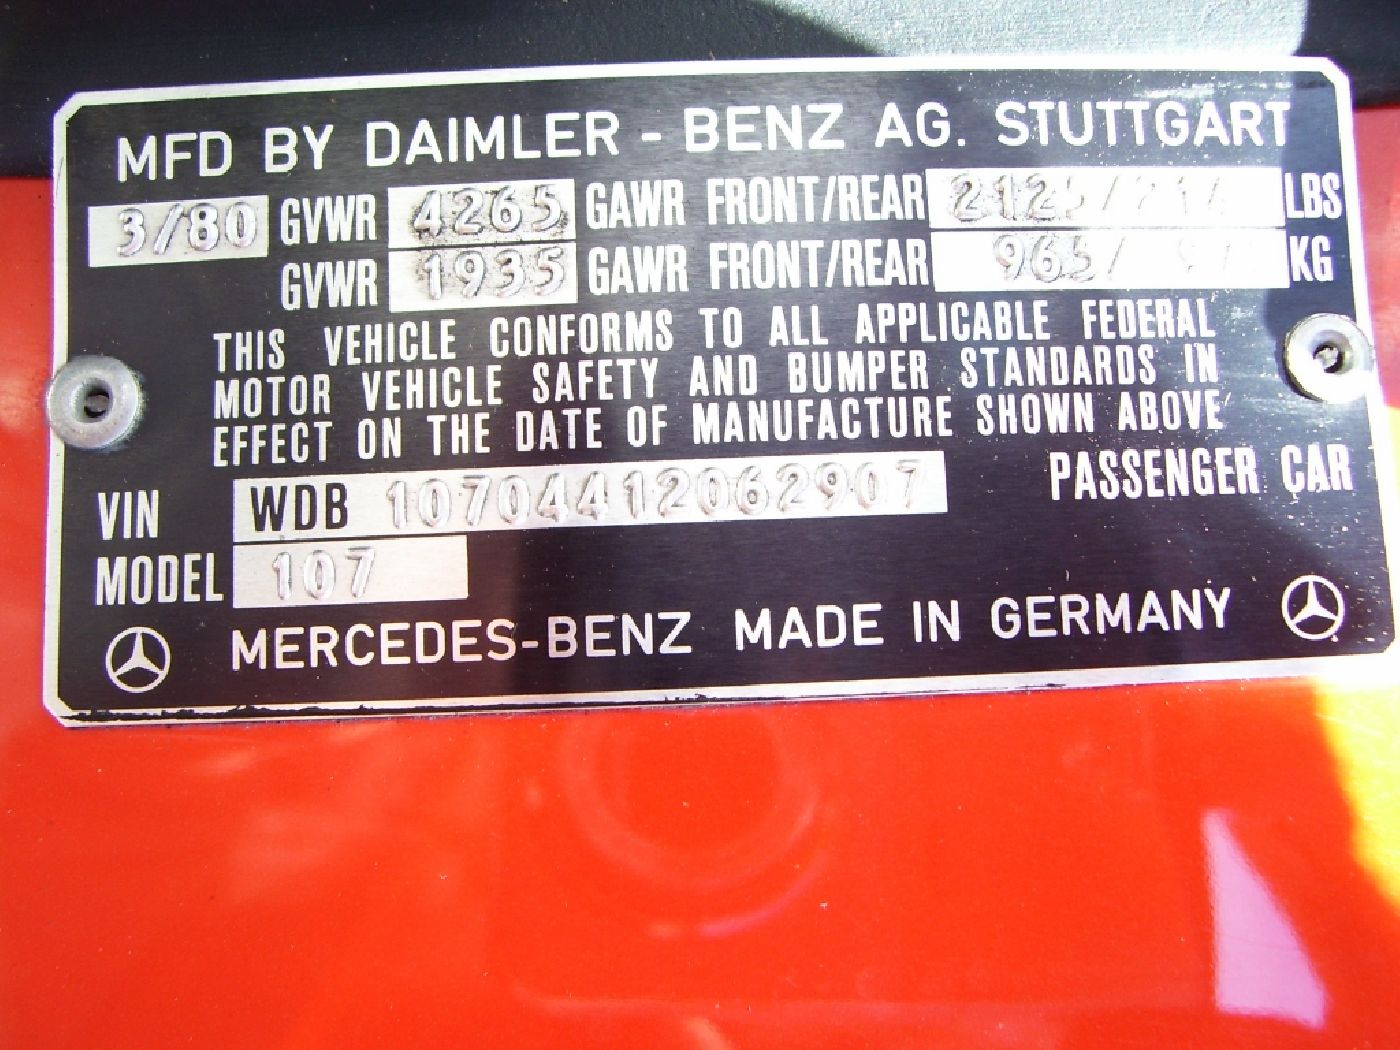 MFD BY DAIMLER - BENZ AG. STUTTGART
3/80 GVWR 4265 GAWR FRONT/REAR LBS
GVWR 1935 GAWR FRONT/REAR KG
THIS VEHICLE CONFORMS TO ALL APPLICABLE FEDERAL
MOTOR VEHICLE SAFETY AND BUMPER STANDARDS IN
EFFECT ON THE DATE OF MANUFACTURE SHOWN ABOVE
PASSENGER CAR
VIN WDB 10704412062907
MODEL 107
MERCEDES-BENZ MADE IN GERMANY